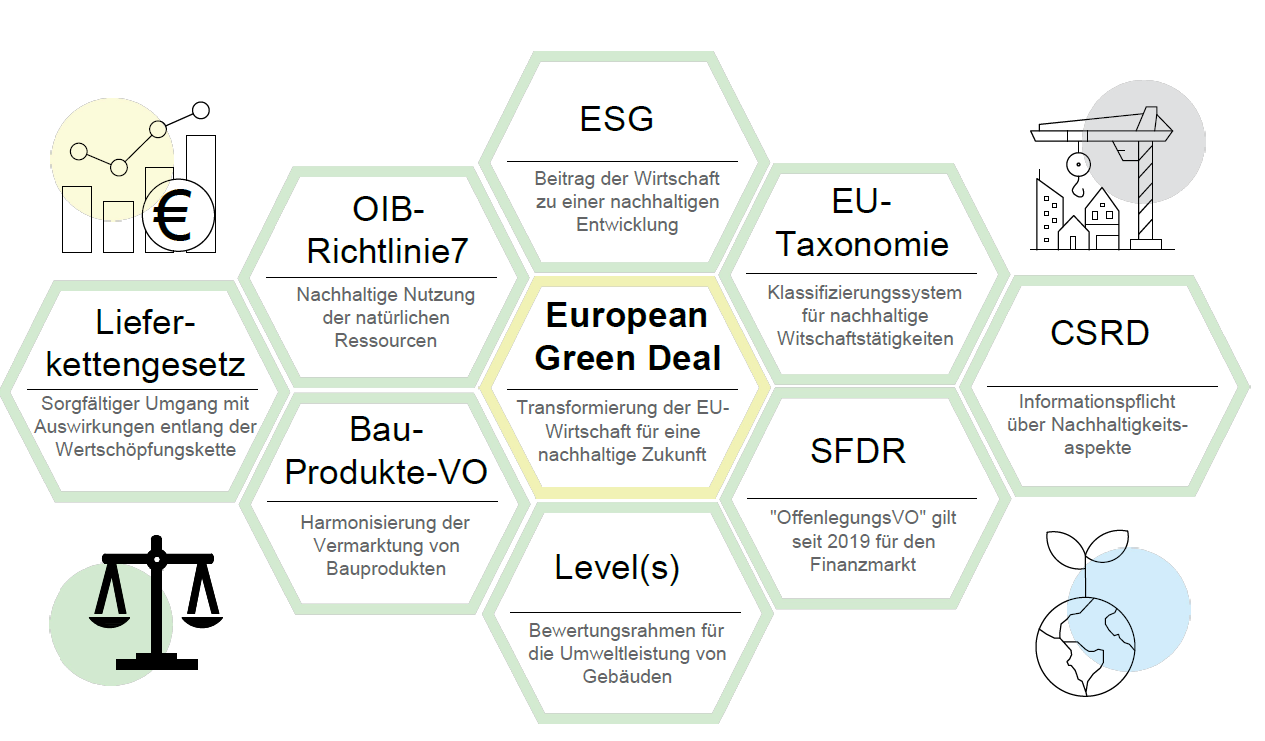 ESG
Beitrag der Wirtschaft
zu einer nachhaltigen
Entwicklung
OIB-
Richtlinie7
Nachhaltige Nutzung
der natürlichen
Ressourcen
EU-
Taxonomie
Klassifizierungssystem
für nachhaltige
Witschaftstätigkeiten
Liefer-
kettengesetz
Sorgfältiger Umgang mit
Auswirkungen entlang der
Wertschöpfungskette
European
Green Deal
Transformierung der EU-
Wirtschaft für eine
nachhaltige Zukunft
CSRD
Informationspflicht
über Nachhaltigkeits-
aspekte
Bau-
Produkte-VO
Harmonisierung der
Vermarktung von
Bauprodukten
SFDR
"OffenlegungsVO" gilt
seit 2019 für den
Finanzmarkt
Level(s)
Bewertungsrahmen für
die Umweltleistung von
Gebäuden
€